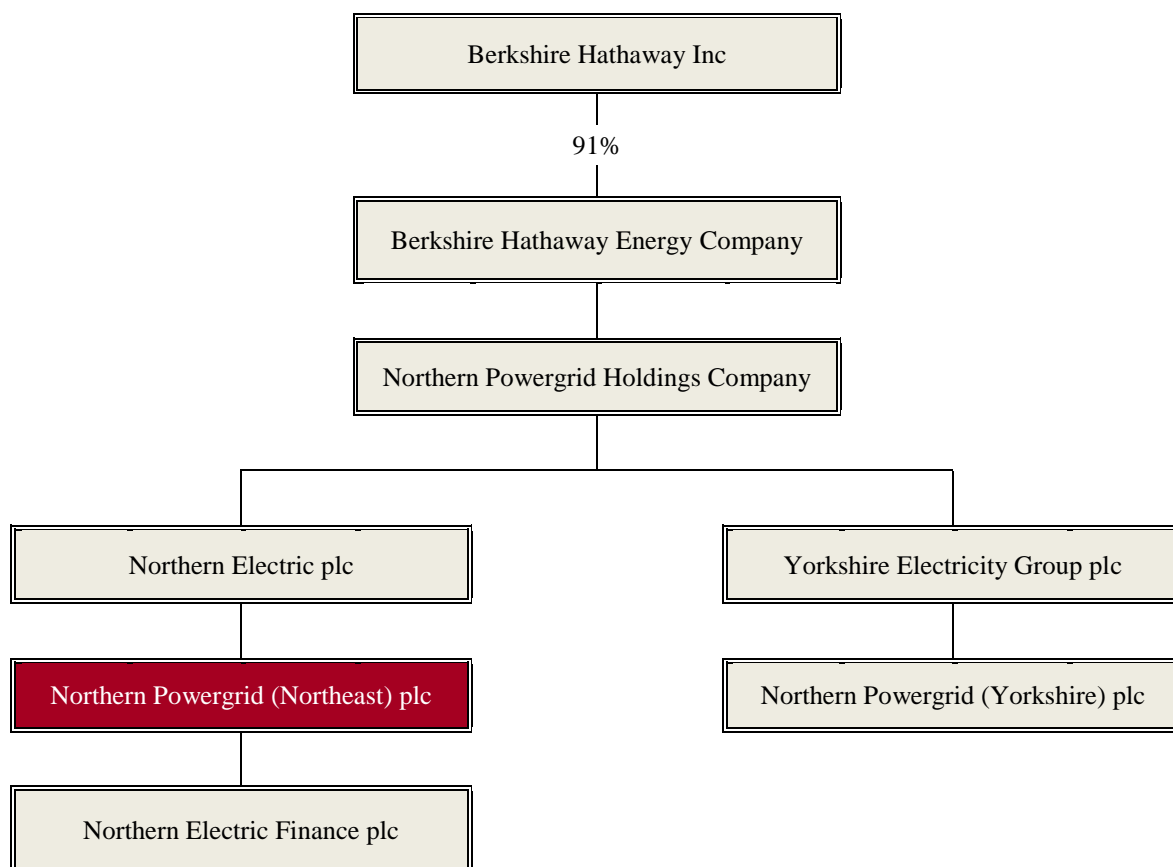 Berkshire Hathaway Inc
91%
Berkshire Hathaway Energy Company
Northern Powergrid Holdings Company
Northern Electric plc
Yorkshire Electricity Group plc
Northern Powergrid (Northeast) plc
Northern Powergrid (Yorkshire) plc
Northern Electric Finance plc